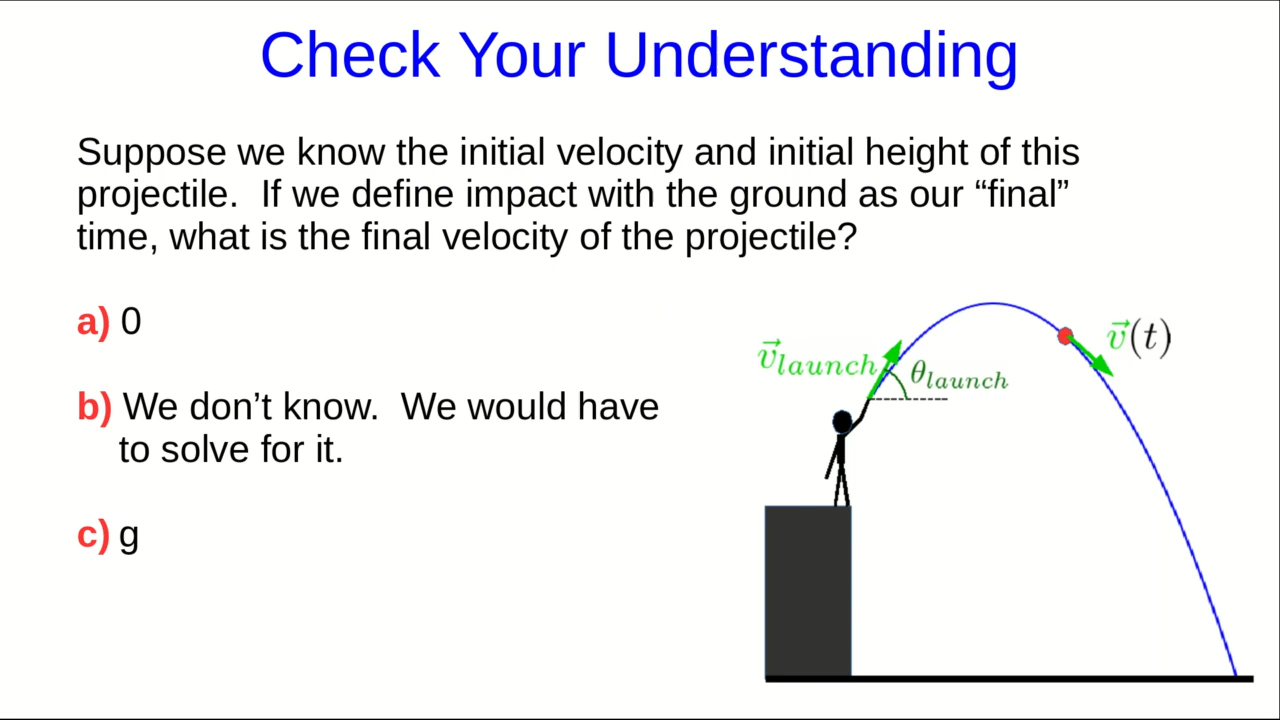 Check Your Understanding
Suppose we know the initial velocity and initial height of this
projectile.  If we define impact with the ground as our “final”
time, what is the final velocity of the projectile?
a) 0
b) We don’t know.  We would have
to solve for it.
c) g
v⃗launch
θlaunch
v⃗(t)